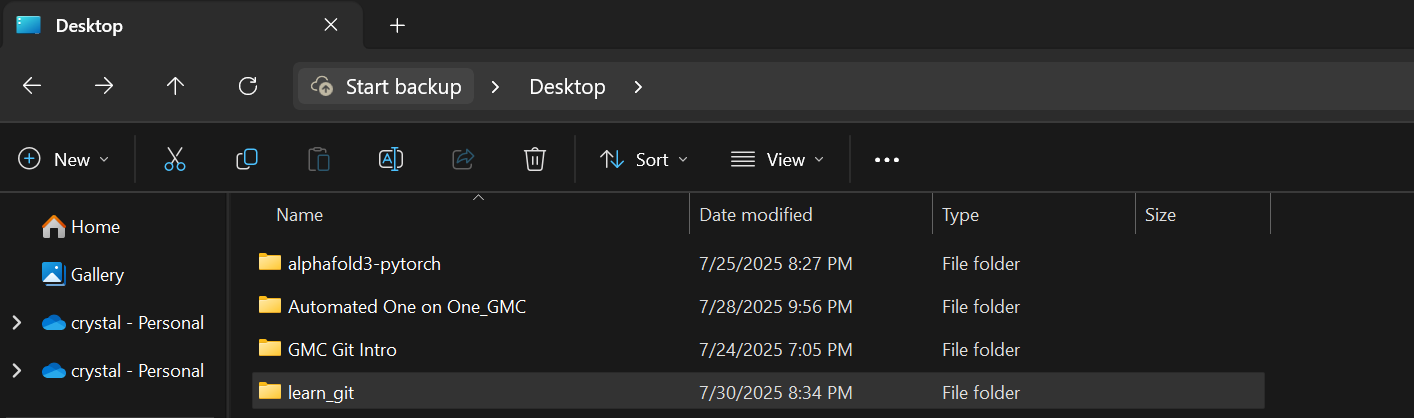 Desktop
Start backup Desktop
New Sort View
Name Date modified Type Size
Home
Gallery
crystal - Personal
crystal - Personal
alphafold3-pytorch 7/25/2025 8:27 PM File folder
Automated One on One_GMC 7/28/2025 9:56 PM File folder
GMC Git Intro 7/24/2025 7:05 PM File folder
learn_git 7/30/2025 8:34 PM File folder